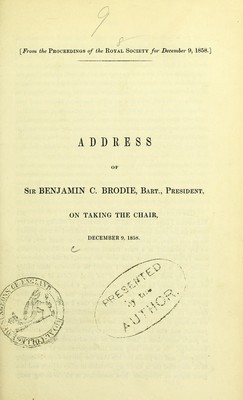 9
[From the PROCEEDINGS of the ROYAL SOCIETY for December 9, 1858.]
ADDRESS
OF
SIR BENJAMIN C. BRODIE, BART., PRESIDENT,
ON TAKING THE CHAIR,
DECEMBER 9, 1858.
PRESENTED
by the
AUTHOR.